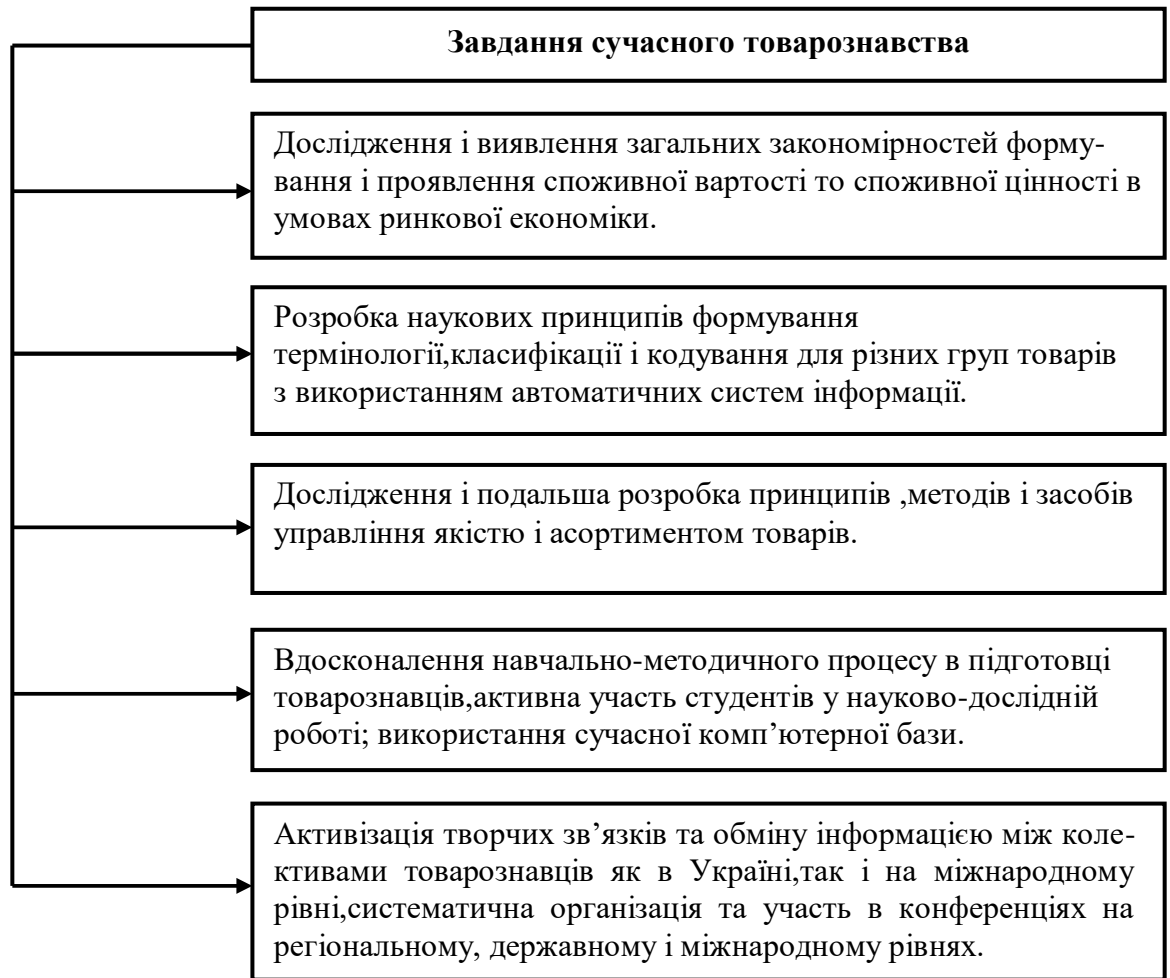 Завдання сучасного товарознавства
Дослідження і виявлення загальних закономірностей форму-
вання і проявлення споживної вартості то споживної цінності в
умовах ринкової економіки.
Розробка наукових принципів формування
термінології,класифікації і кодування для різних груп товарів
з використанням автоматичних систем інформації.
Дослідження і подальша розробка принципів ,методів і засобів
управління якістю і асортиментом товарів.
Вдосконалення навчально-методичного процесу в підготовці
товарознавців,активна участь студентів у науково-дослідній
роботі; використання сучасної комп’ютерної бази.
Активізація творчих зв’язків та обміну інформацією між коле-
ктивами товарознавців як в Україні,так і на міжнародному
рівні,систематична організація та участь в конференціях на
регіональному, державному і міжнародному рівнях.